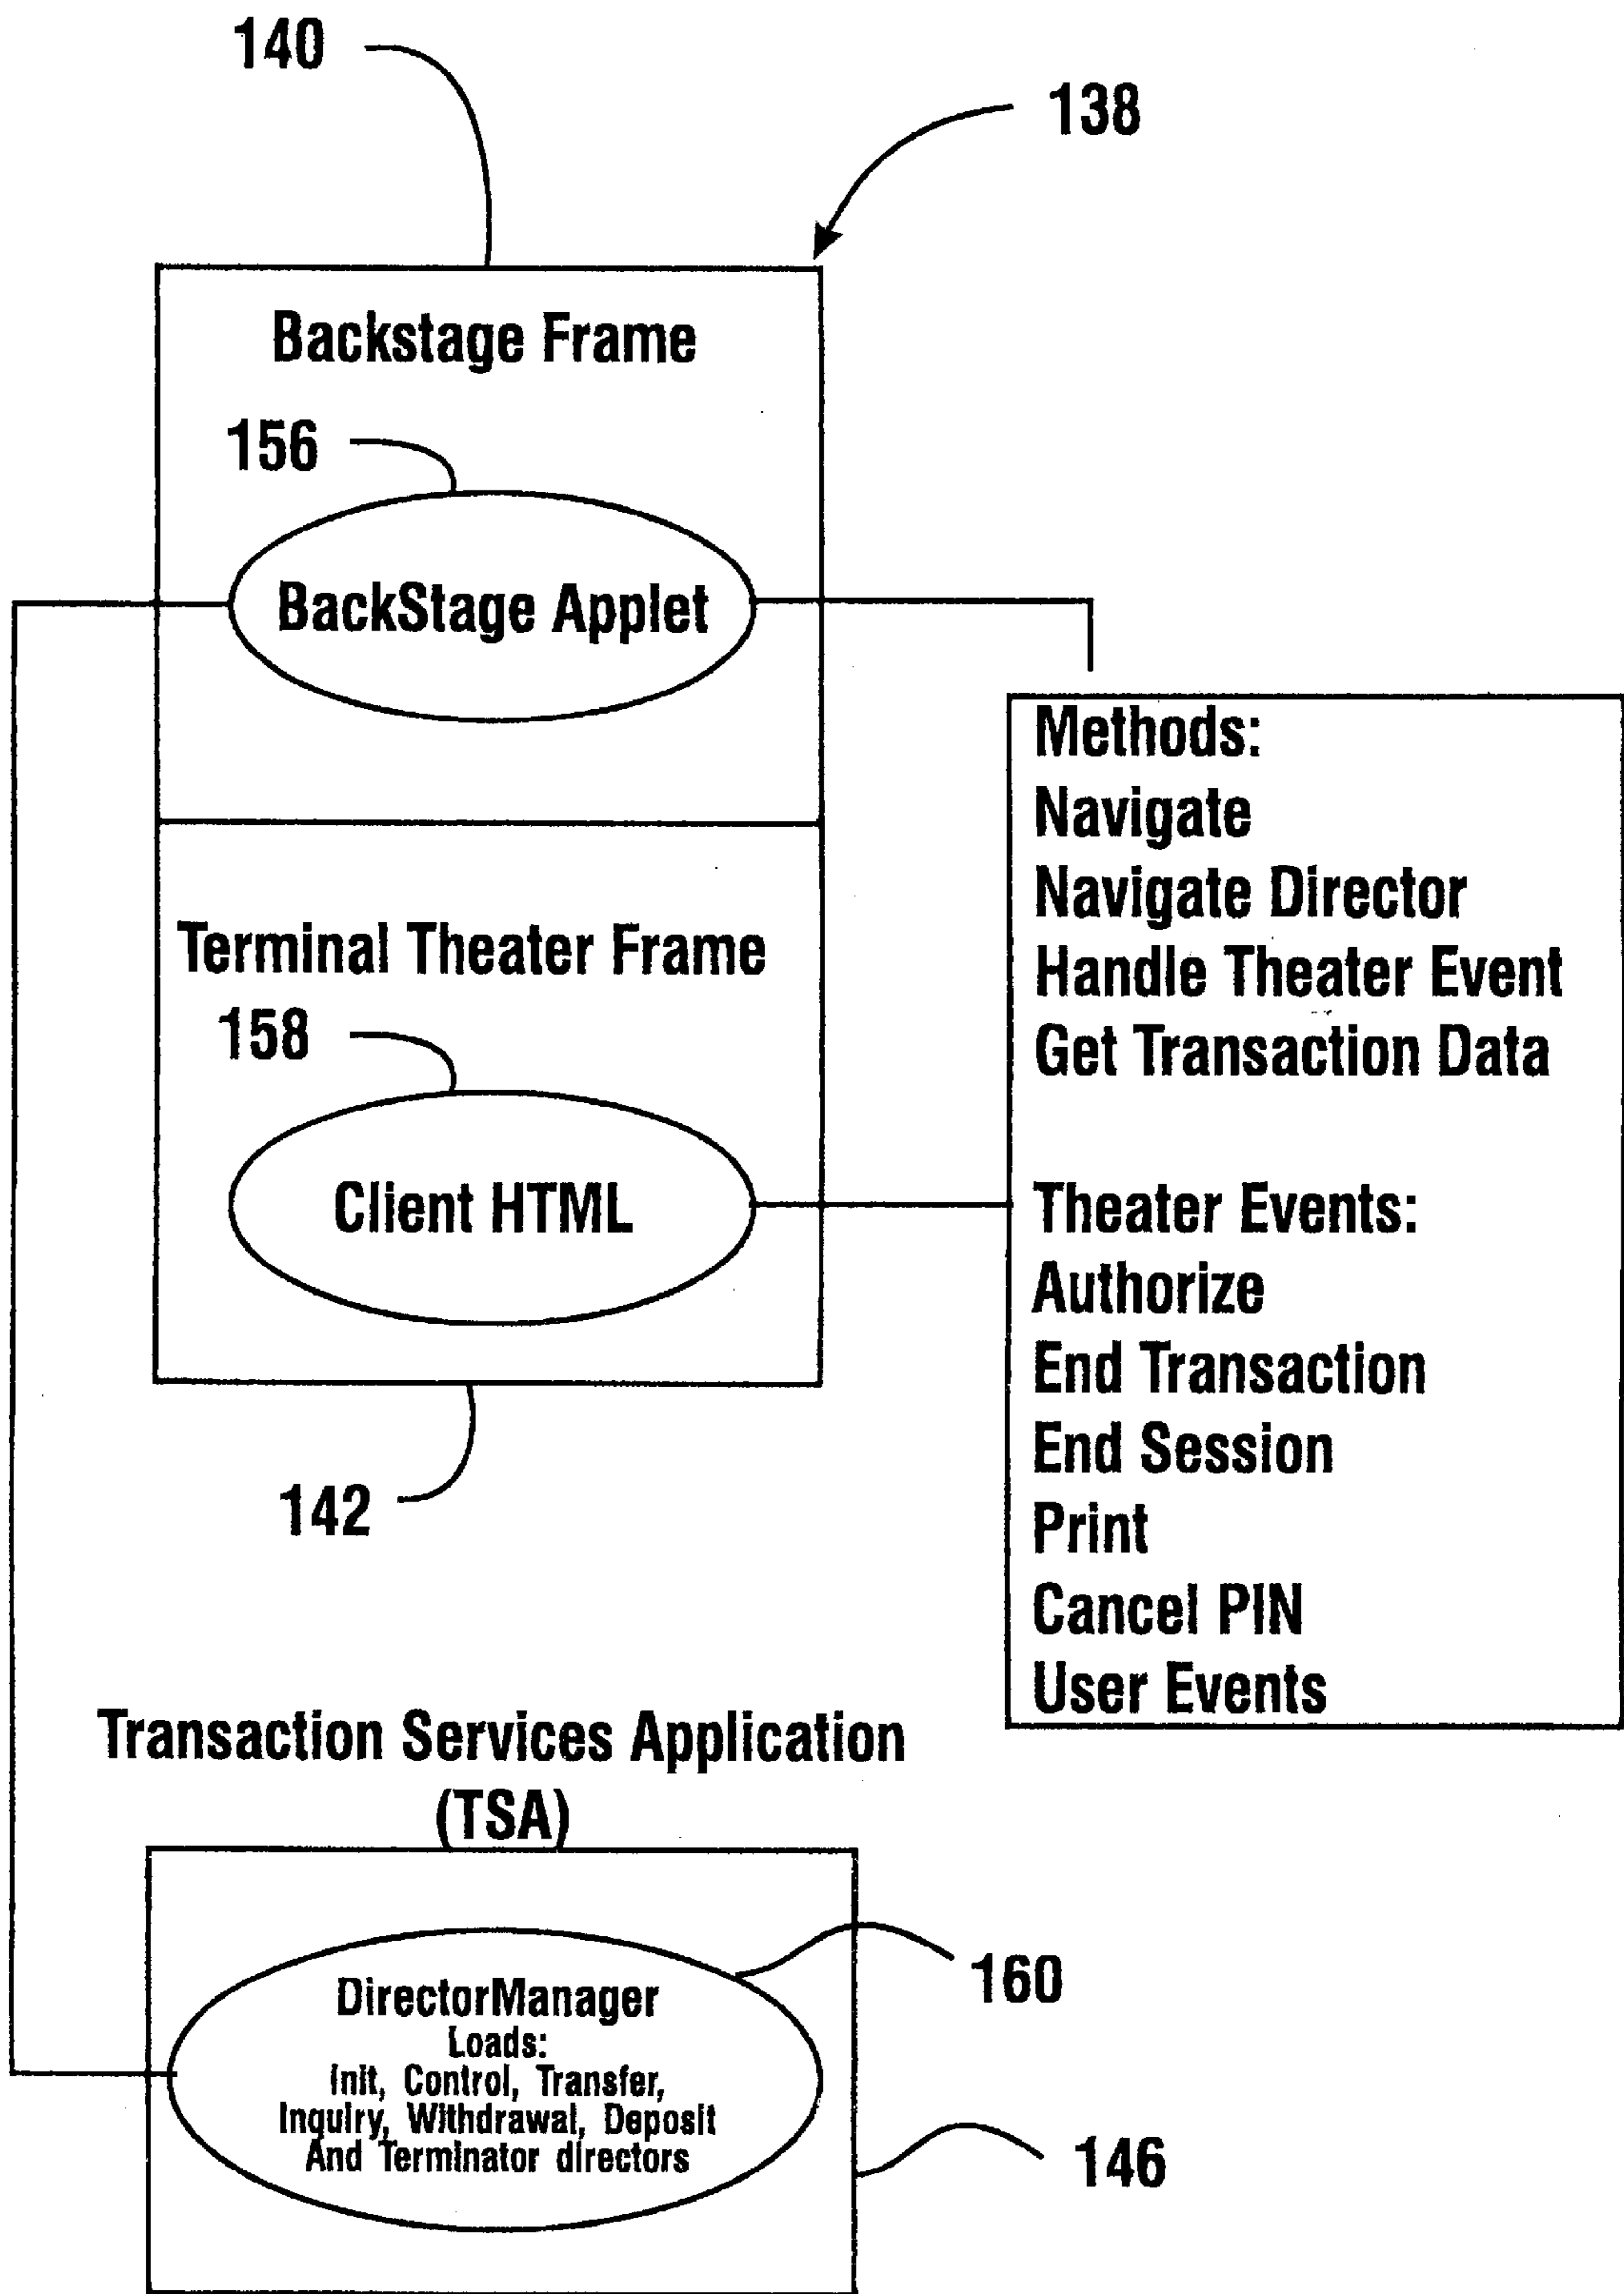 140
138
Backstage Frame
156
BackStage Applet
Methods:
Navigate
Navigate Director
Handle Theater Event
Get Transaction Data
Terminal Theater Frame
158
Client HTML
Theater Events:
Authorize
End Transaction
End Session
Print
Cancel PIN
User Events
142
Transaction Services Application
(TSA)
DirectorManager
Loads:
Init, Control, Transfer,
Inquiry, Withdrawal, Deposit
And Terminator directors
160
146